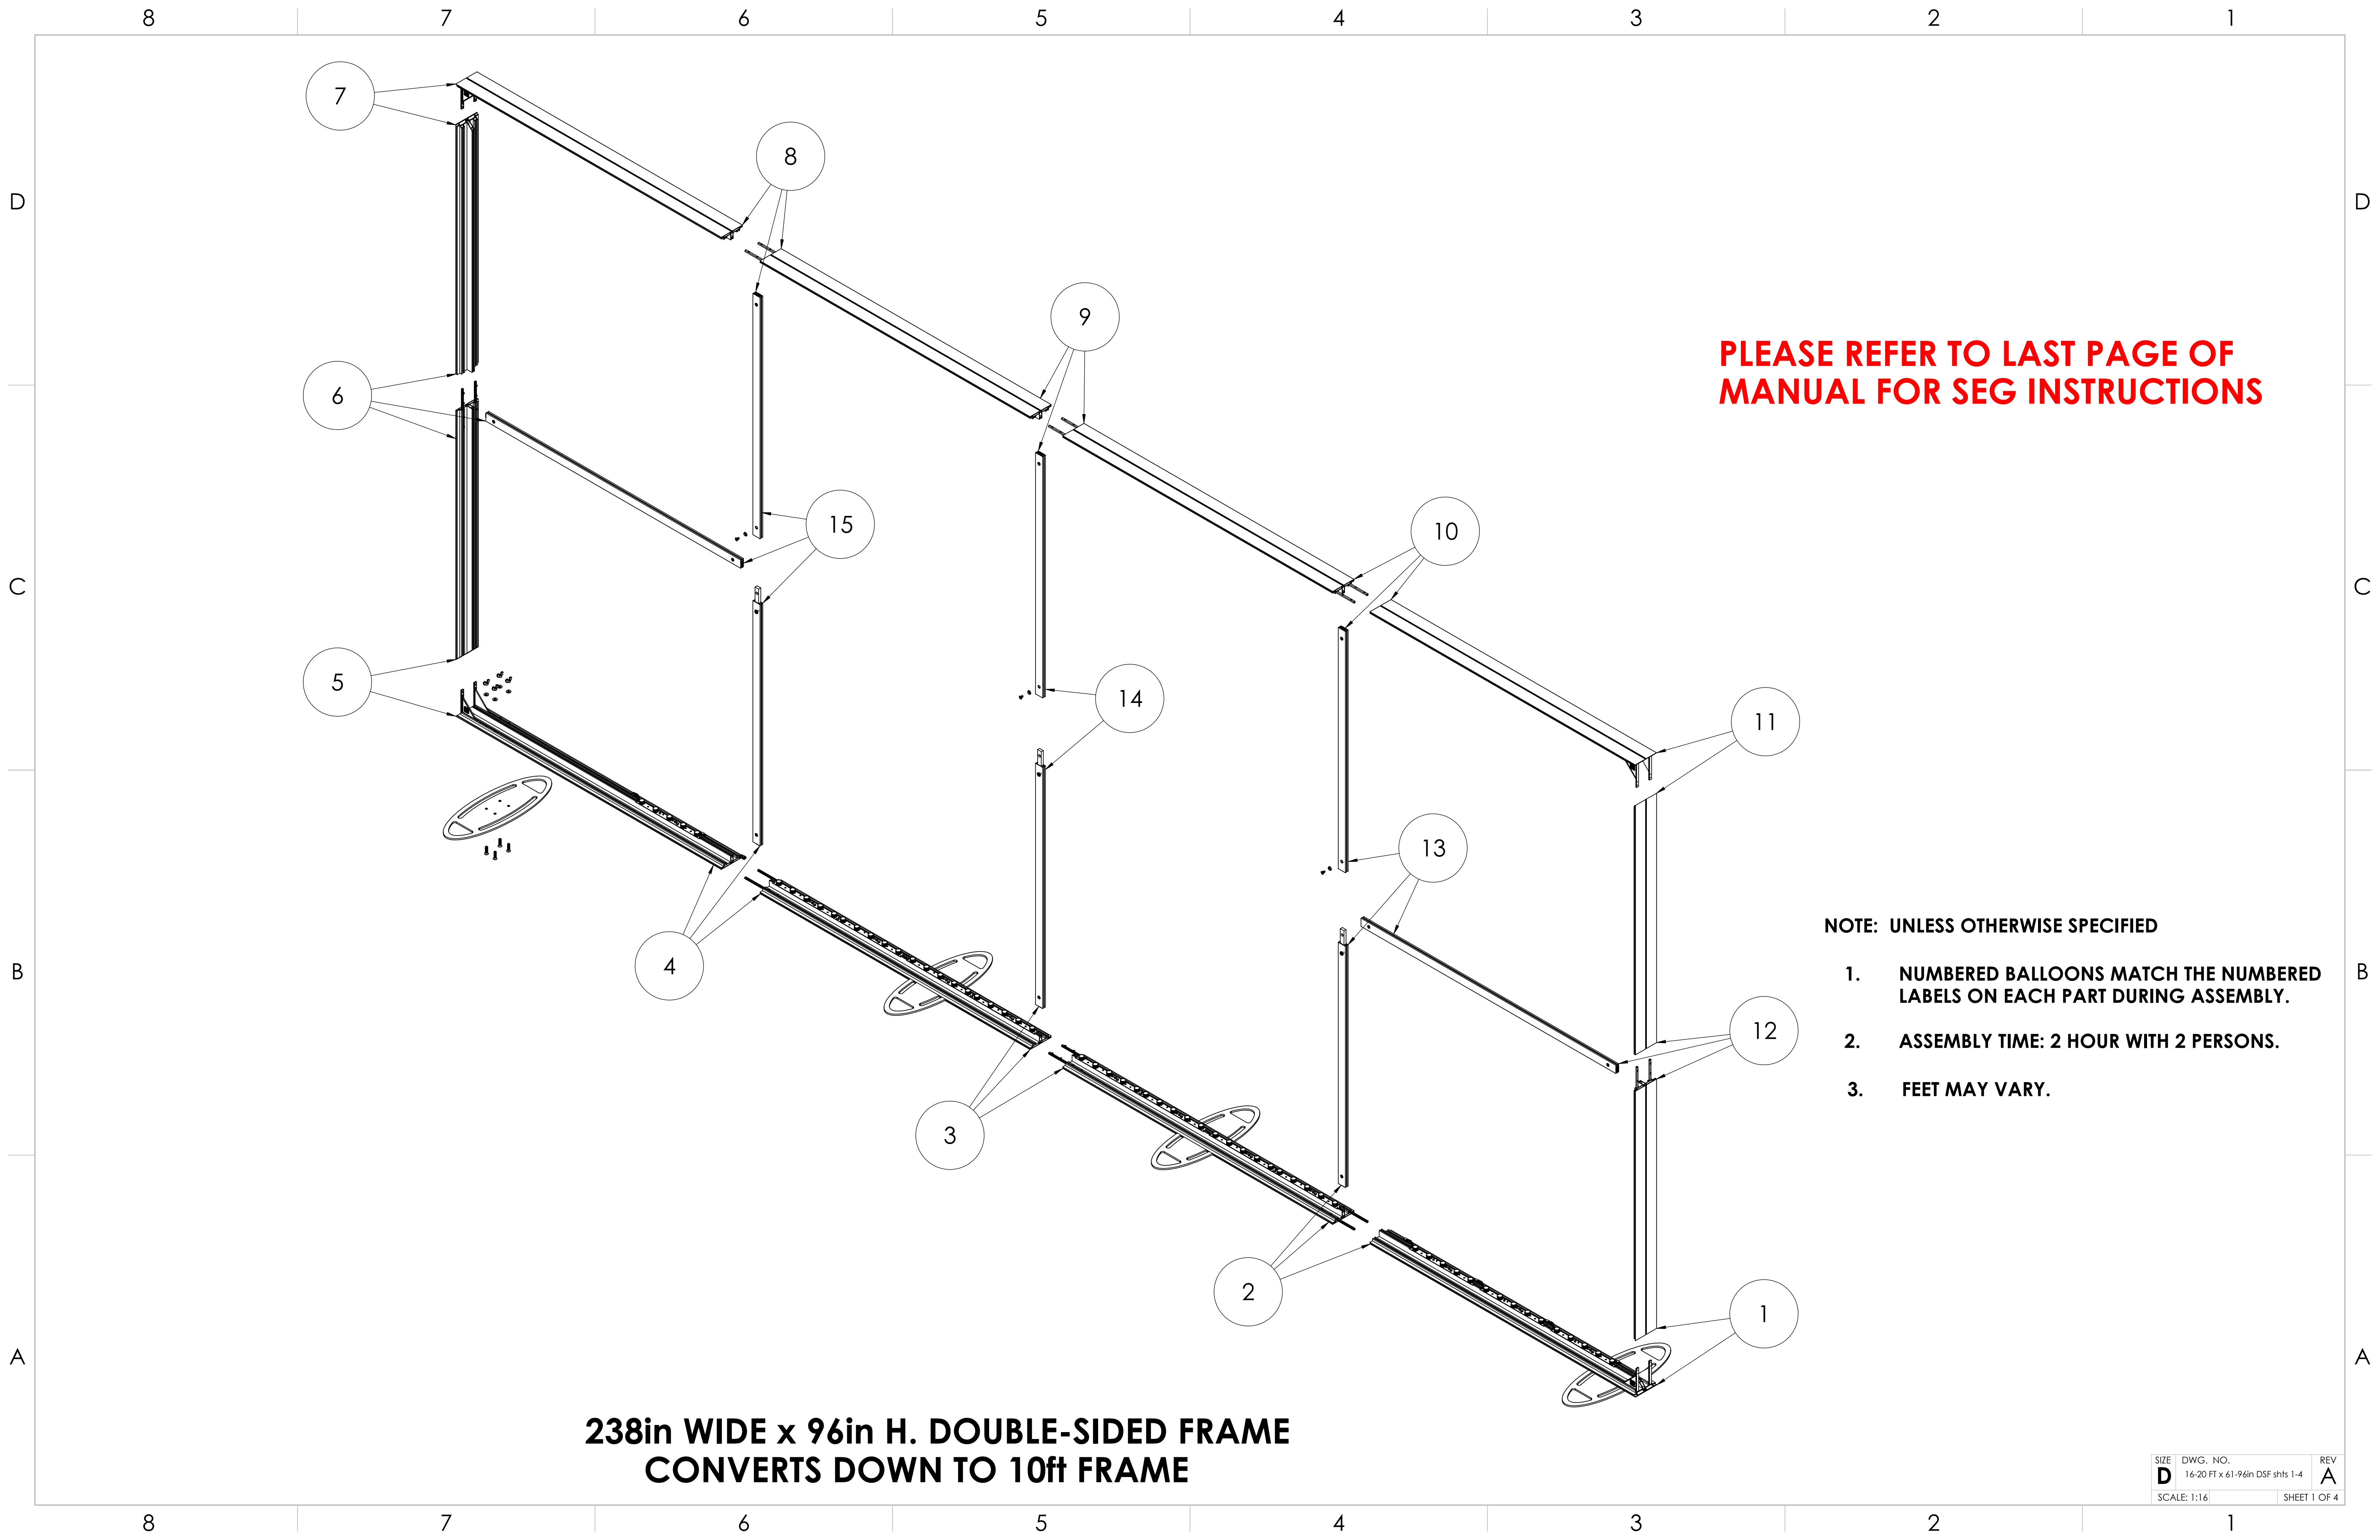 8 7 6 5 4 3 2 1
7
8
D D
9
PLEASE REFER TO LAST PAGE OF
MANUAL FOR SEG INSTRUCTIONS
6
15
10
C C
5
14
11
13
NOTE: UNLESS OTHERWISE SPECIFIED
4
B B
1. NUMBERED BALLOONS MATCH THE NUMBERED
LABELS ON EACH PART DURING ASSEMBLY.
12
2. ASSEMBLY TIME: 2 HOUR WITH 2 PERSONS.
3. FEET MAY VARY.
3
2
1
A A
238in WIDE x 96in H. DOUBLE-SIDED FRAME
CONVERTS DOWN TO 10ft FRAME
SIZE DWG. NO. REV
D 16-20 FT x 61-96in DSF shts 1-4 A
SCALE: 1:16 SHEET 1 OF 4
8 7 6 5 4 3 2 1